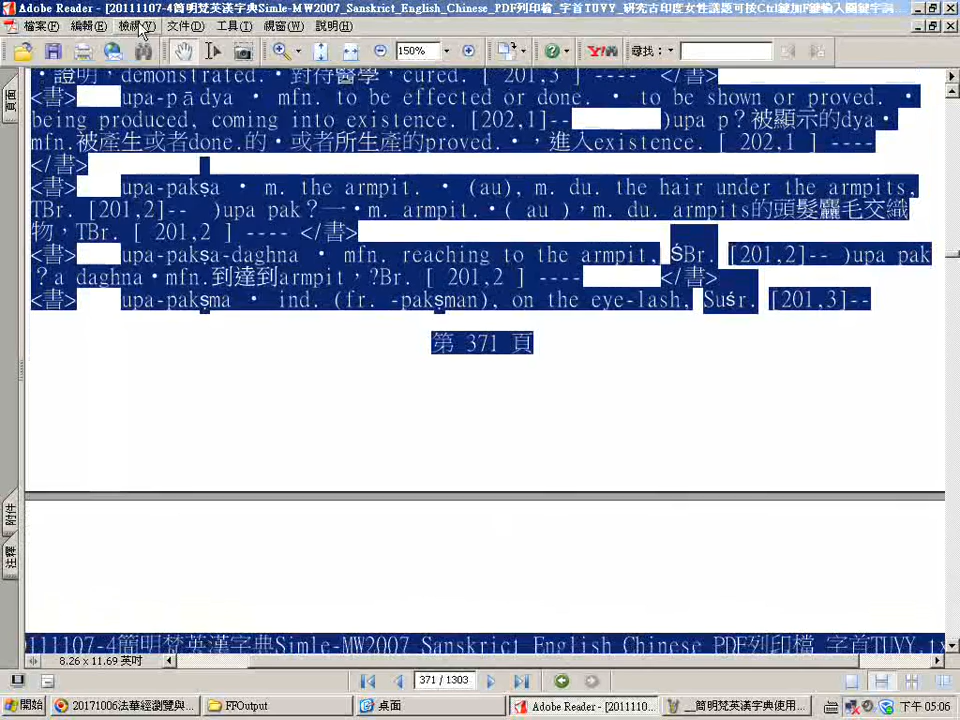 Adobe Reader - [20111107-4簡明梵英漢字典Simle-MW2007_Sanskrict_English_Chinese_PDF列印檔_字首TUVY_研究古印度女性議題可按Ctrl鍵加F鍵輸入關鍵字詞...
檔案(F) 編輯(E) 檢視(V) 文件(D) 工具(T) 視窗(W) 說明(H)
150% 尋找：
頁面
‧證明，demonstrated.‧對待醫學，cured. [ 201,3 ] ---- </書>
<書> upa-pādya ‧ mfn. to be effected or done. ‧ to be shown or proved. ‧
being produced, coming into existence. [202,1]-- )upa p？被顯示的dya‧
mfn.被產生或者done.的‧或者所生產的proved.‧，進入existence. [ 202,1 ] ----
</書>
<書> upa-pakṣa ‧ m. the armpit. ‧ (au), m. du. the hair under the armpits,
TBr. [201,2]-- )upa pak？一‧m. armpit.‧( au )，m. du. armpits的頭髮麤毛交織
物，TBr. [ 201,2 ] ---- </書>
<書> upa-pakṣa-daghna ‧ mfn. reaching to the armpit, ŚBr. [201,2]-- )upa pak
？a daghna‧mfn.到達到armpit，?Br. [ 201,2 ] ---- </書>
<書> upa-pakṣma ‧ ind. (fr. -pakṣman), on the eye-lash, Suśr. [201,3]--
第 371 頁
附件
注釋
111107-4簡明梵英漢字典Simle-MW2007_Sanskrict_English_Chinese_PDF列印檔_字首TUVY.tx
8.26 x 11.69 英吋
371 / 1303
開始 20171006法華經瀏覽與... FFOutput 桌面 Adobe Reader - [2011110... __簡明梵英漢字典使用... 下午 05:06